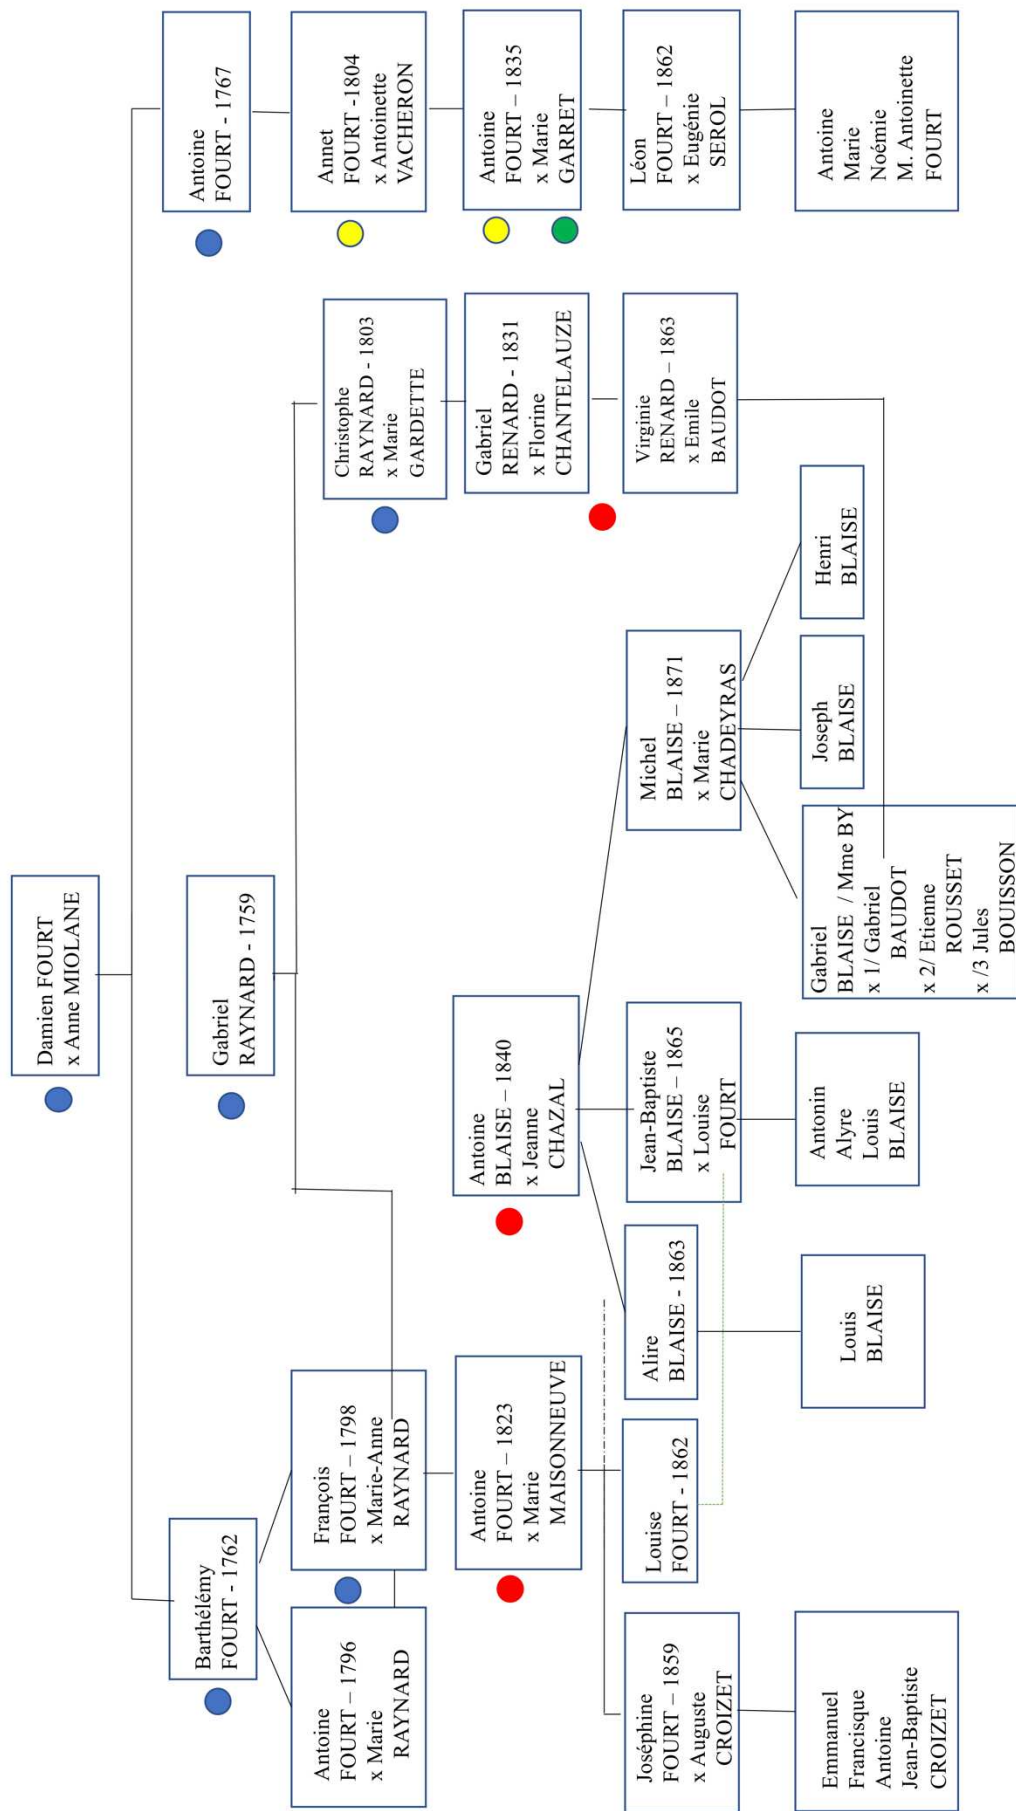 Damien FOURT
x Anne MIOLANE
Barthélémy
FOURT - 1762
Gabriel
RAYNARD - 1759
Antoine
FOURT - 1767
Antoine
FOURT – 1796
x Marie
RAYNARD
François
FOURT – 1798
x Marie-Anne
RAYNARD
Christophe
RAYNARD - 1803
x Marie
GARDETTE
Annet
FOURT -1804
x Antoinette
VACHERON
Antoine
FOURT – 1823
x Marie
MAISONNEUVE
Antoine
BLAISE – 1840
x Jeanne
CHAZAL
Gabriel
RENARD - 1831
x Florine
CHANTELAUZE
Antoine
FOURT – 1835
x Marie
GARRET
Joséphine
FOURT – 1859
x Auguste
CROIZET
Louise
FOURT - 1862
Alire
BLAISE - 1863
Jean-Baptiste
BLAISE – 1865
x Louise
FOURT
Michel
BLAISE – 1871
x Marie
CHADEYRAS
Virginie
RENARD – 1863
x Emile
BAUDOT
Léon
FOURT – 1862
x Eugénie
SEROL
Emmanuel
Francisque
Antoine
Jean-Baptiste
CROIZET
Louis
BLAISE
Antonin
Alyre
Louis
BLAISE
Gabriel
BLAISE / Mme BY
x 1/ Gabriel
BAUDOT
x 2/ Etienne
ROUSSET
x /3 Jules
BOUISSON
Joseph
BLAISE
Henri
BLAISE
Antoine
Marie
Noémie
M. Antoinette
FOURT